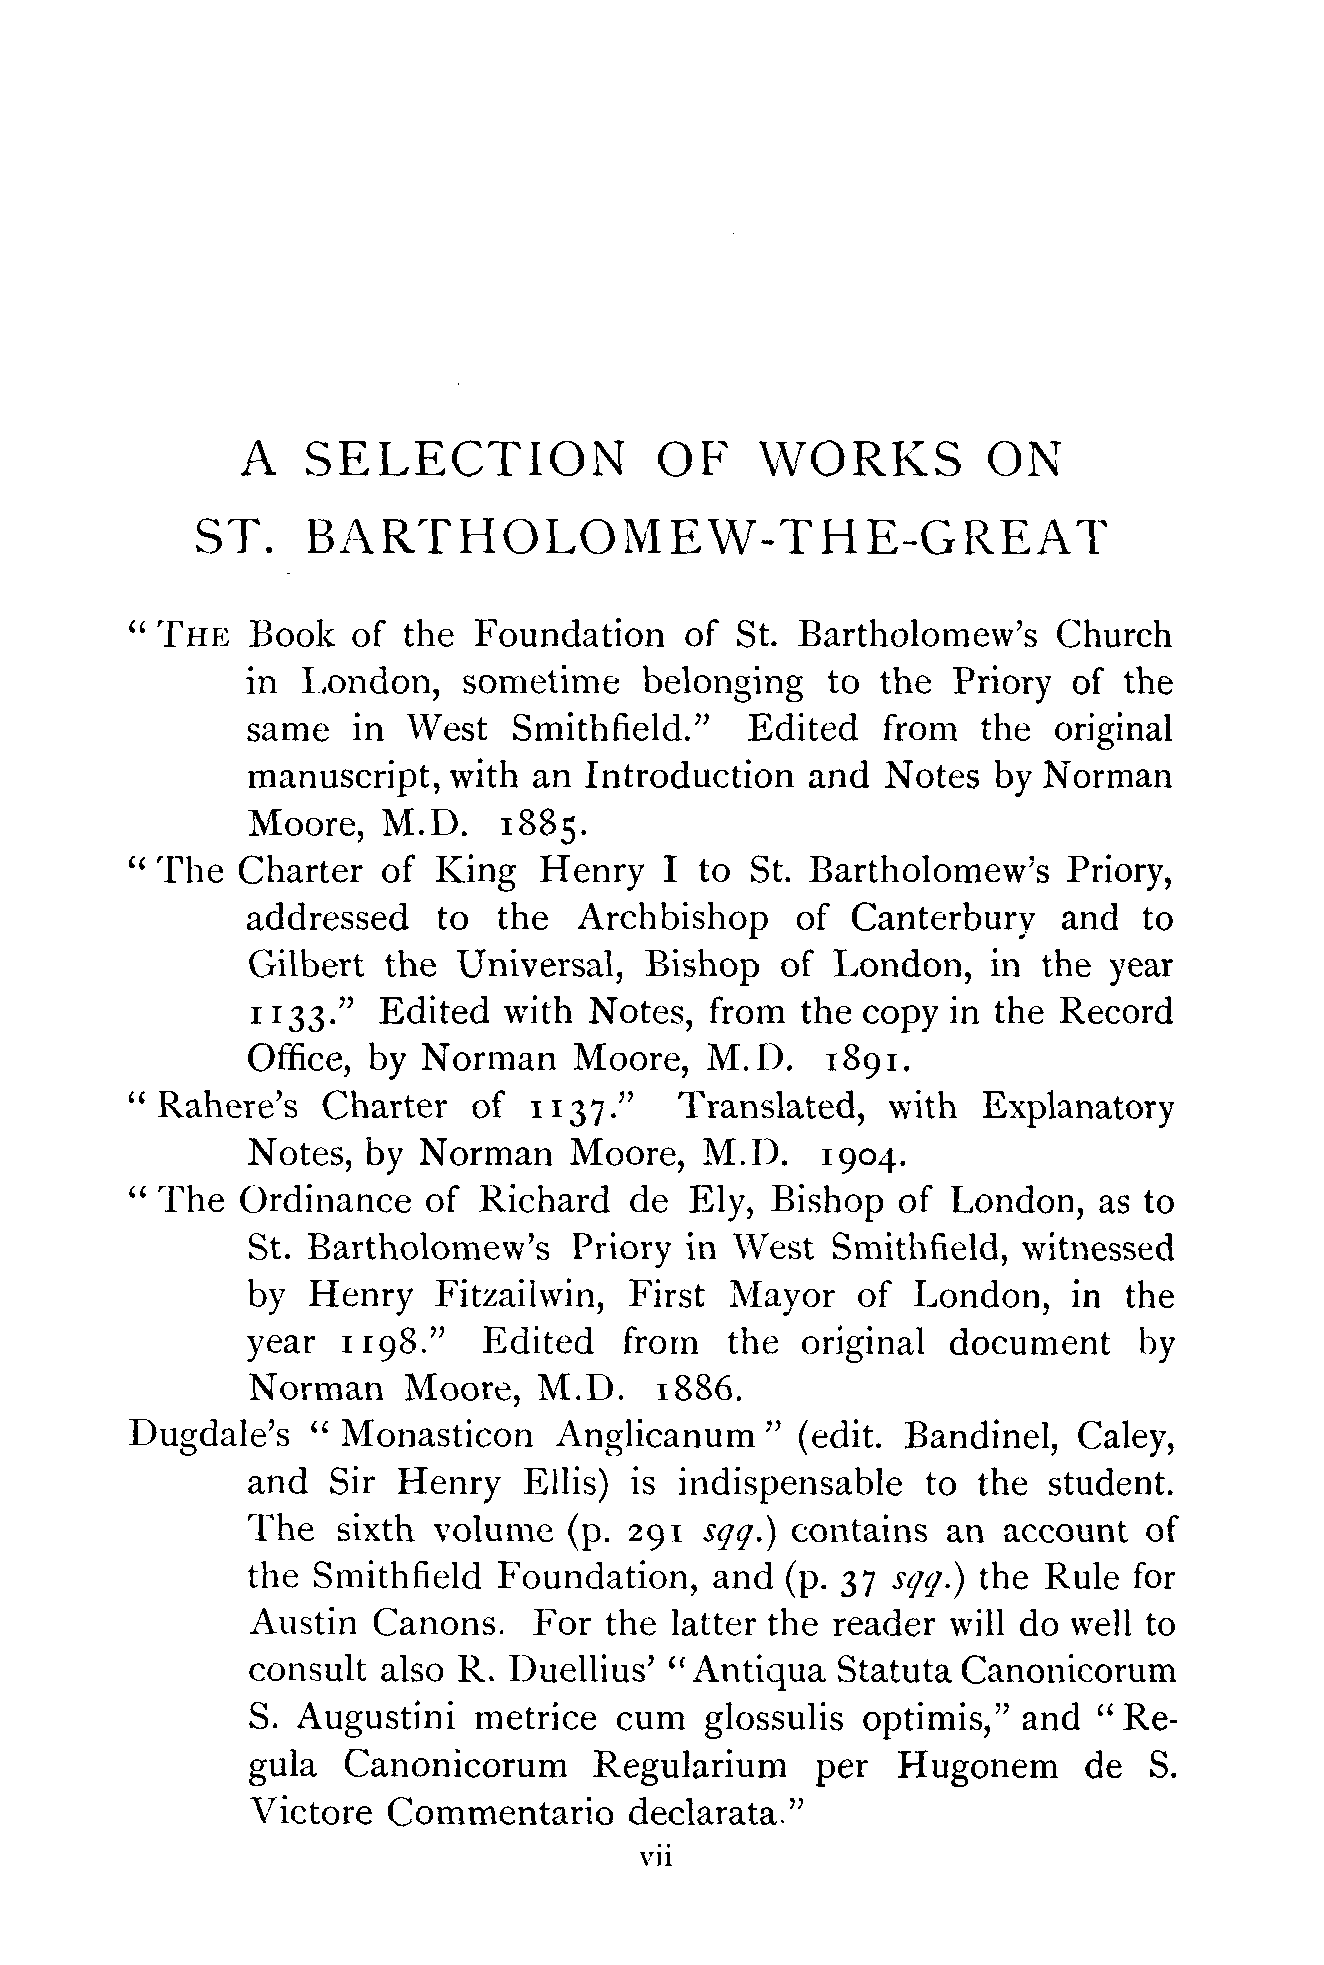 A SELECTION OF WORKS ON
ST. BARTHOLOMEW-THE-GREAT
“ THE Book of the Foundation of St. Bartholomew’s Church
in London, sometime belonging to the Priory of the
same in West Smithfield.” Edited from the original
manuscript, with an Introduction and Notes by Norman
Moore, M.D. 1885.
“ The Charter of King Henry I to St. Bartholomew’s Priory,
addressed to the Archbishop of Canterbury and to
Gilbert the Universal, Bishop of London, in the year
1133.” Edited with Notes, from the copy in the Record
Office, by Norman Moore, M.D. 1891.
“ Rahere’s Charter of 1137.” Translated, with Explanatory
Notes, by Norman Moore, M.D. 1904.
“ The Ordinance of Richard de Ely, Bishop of London, as to
St. Bartholomew’s Priory in West Smithfield, witnessed
by Henry Fitzailwin, First Mayor of London, in the
year 1198.” Edited from the original document by
Norman Moore, M.D. 1886.
Dugdale’s “ Monasticon Anglicanum ” (edit. Bandinel, Caley,
and Sir Henry Ellis) is indispensable to the student.
The sixth volume (p. 291 sqq.) contains an account of
the Smithfield Foundation, and (p. 37 sqq.) the Rule for
Austin Canons. For the latter the reader will do well to
consult also R. Duellius’ “Antiqua Statuta Canonicorum
S. Augustini metrice cum glossulis optimis,” and “ Re-
gula Canonicorum Regularium per Hugonem de S.
Victore Commentario declarata.”
vii